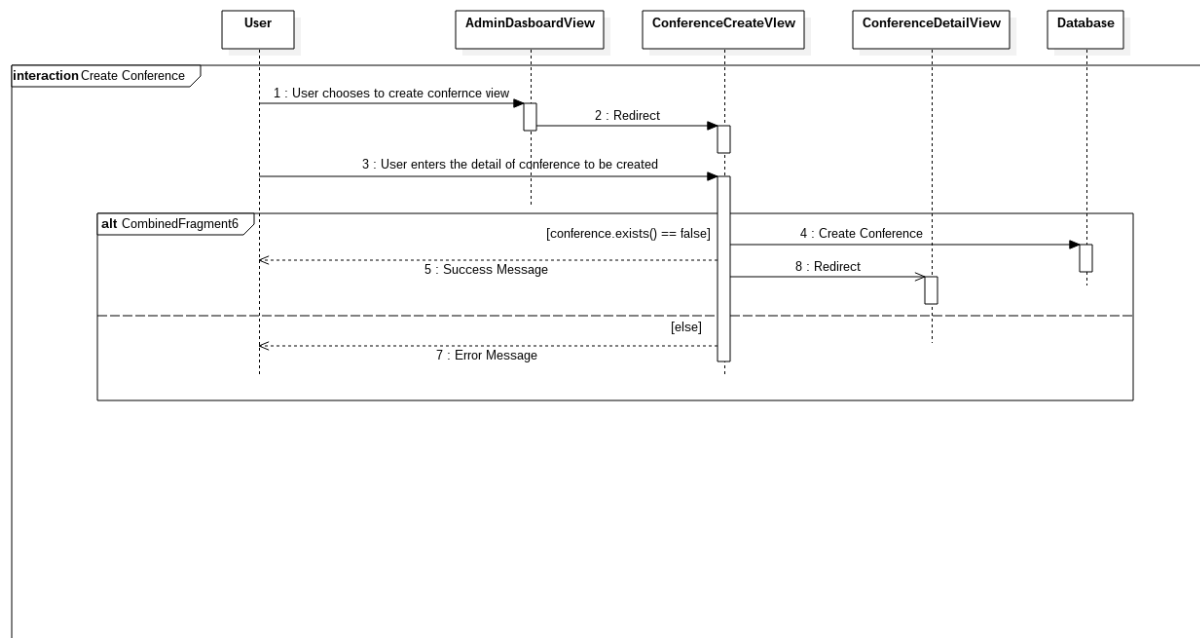 User
AdminDasboardView
ConferenceCreateVIew
ConferenceDetailView
Database
interaction Create Conference
1 : User chooses to create confernce view
2 : Redirect
3 : User enters the detail of conference to be created
alt CombinedFragment6
[conference.exists() == false]
4 : Create Conference
5 : Success Message
8 : Redirect
[else]
7 : Error Message